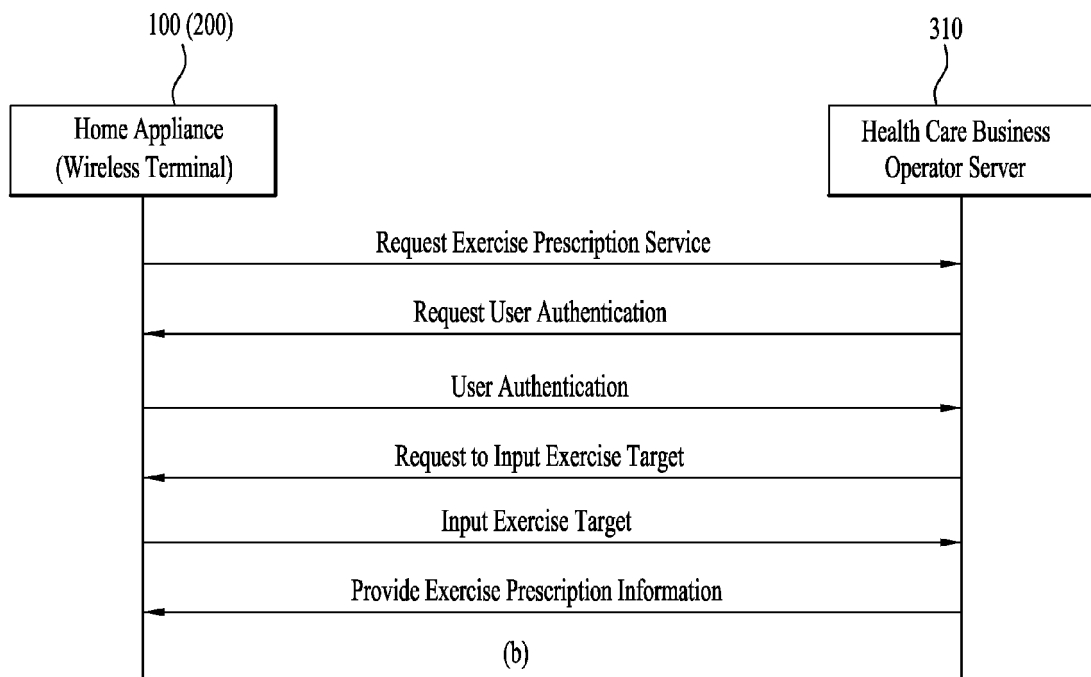 100 (200)
310
Home Appliance
(Wireless Terminal)
Health Care Business
Operator Server
Request Exercise Prescription Service
Request User Authentication
User Authentication
Request to Input Exercise Target
Input Exercise Target
Provide Exercise Prescription Information
(b)